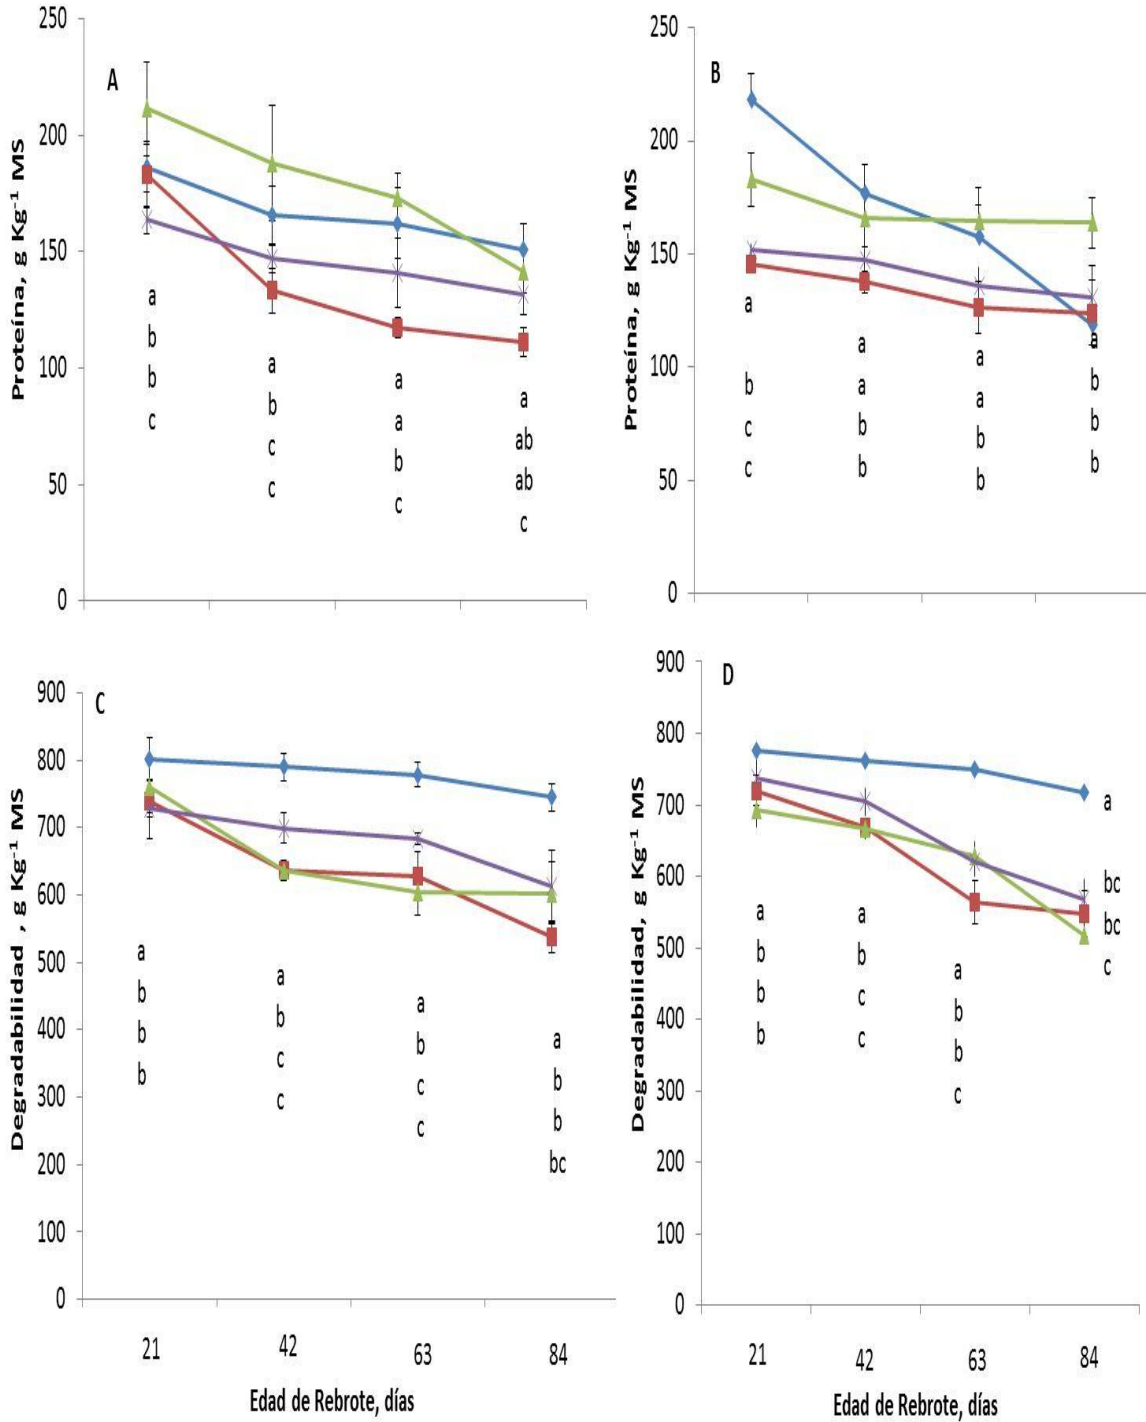 A
Proteína, g Kg⁻¹ MS
250
200
150
100
50
0
a
b
b
c
a
b
c
c
a
a
b
c
a
ab
ab
c
B
Proteína, g Kg⁻¹ MS
250
200
150
100
50
0
a
b
c
c
a
a
b
b
a
a
b
b
a
b
b
b
C
Degradabilidad , g Kg⁻¹ MS
900
800
700
600
500
400
300
200
100
0
a
b
b
b
a
b
c
c
a
b
c
c
a
b
b
bc
21 42 63 84
Edad de Rebrote, días
D
Degradabilidad, g Kg⁻¹ MS
900
800
700
600
500
400
300
200
100
0
a
b
b
b
a
b
c
c
a
b
b
c
a
bc
bc
c
21 42 63 84
Edad de Rebrote, días